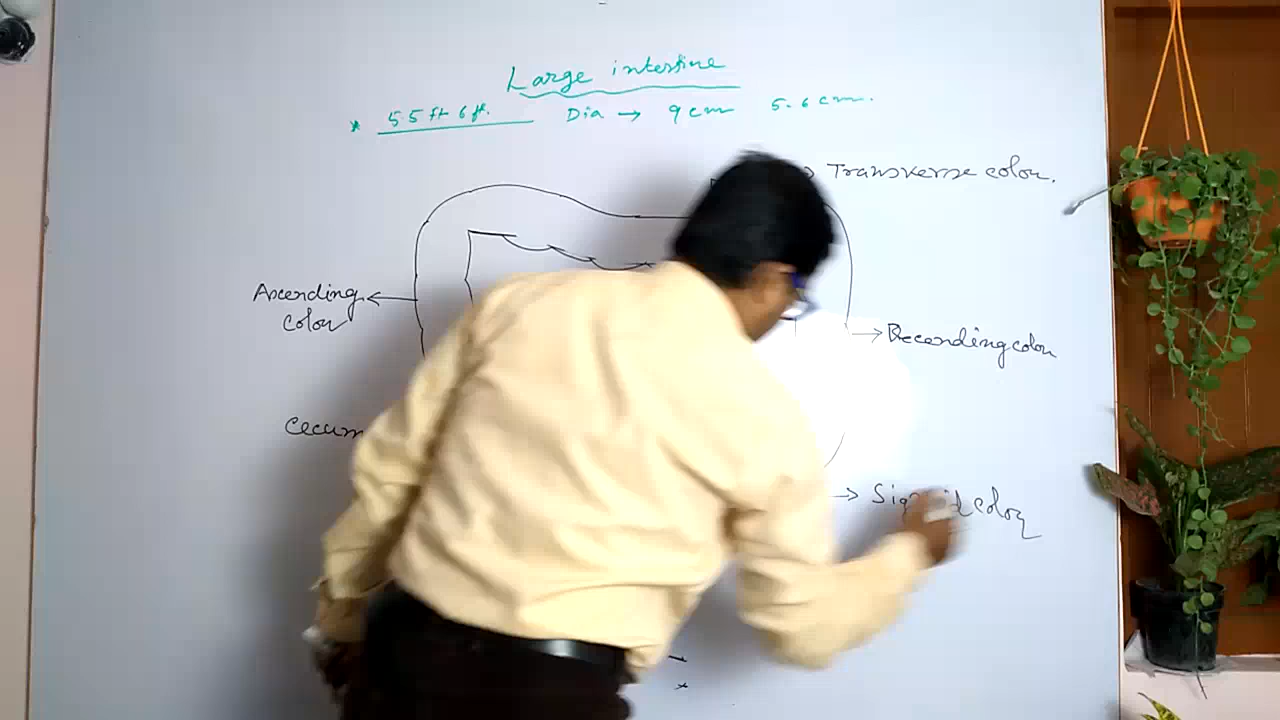 Large intestine
* 5.5 ft 6 ft. Dia → 9 cm 5.6 cm.
→ Transverse colon.
Ascending ←
colon
→ Decending colon
Cecum
→ colon